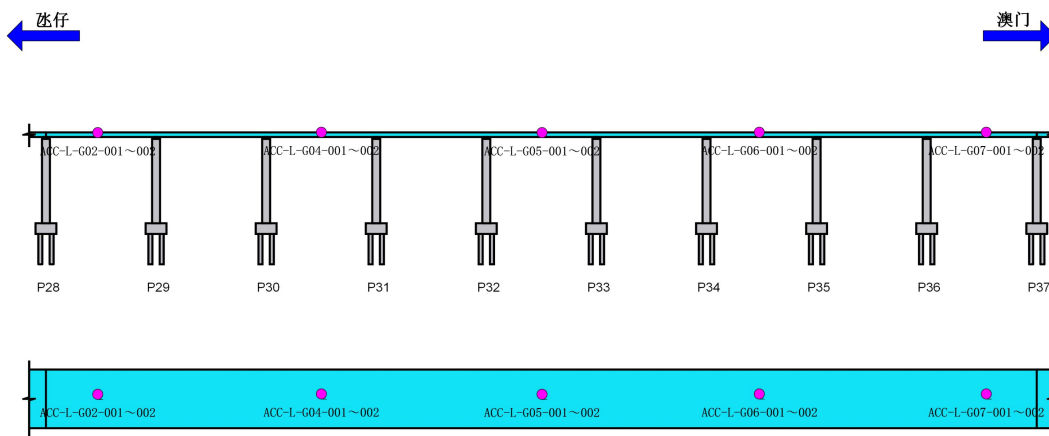 氹仔
澳门
ACC-L-G02-001～002
ACC-L-G04-001～002
ACC-L-G05-001～002
ACC-L-G06-001～002
ACC-L-G07-001～002
P28
P29
P30
P31
P32
P33
P34
P35
P36
P37
ACC-L-G02-001～002
ACC-L-G04-001～002
ACC-L-G05-001～002
ACC-L-G06-001～002
ACC-L-G07-001～002